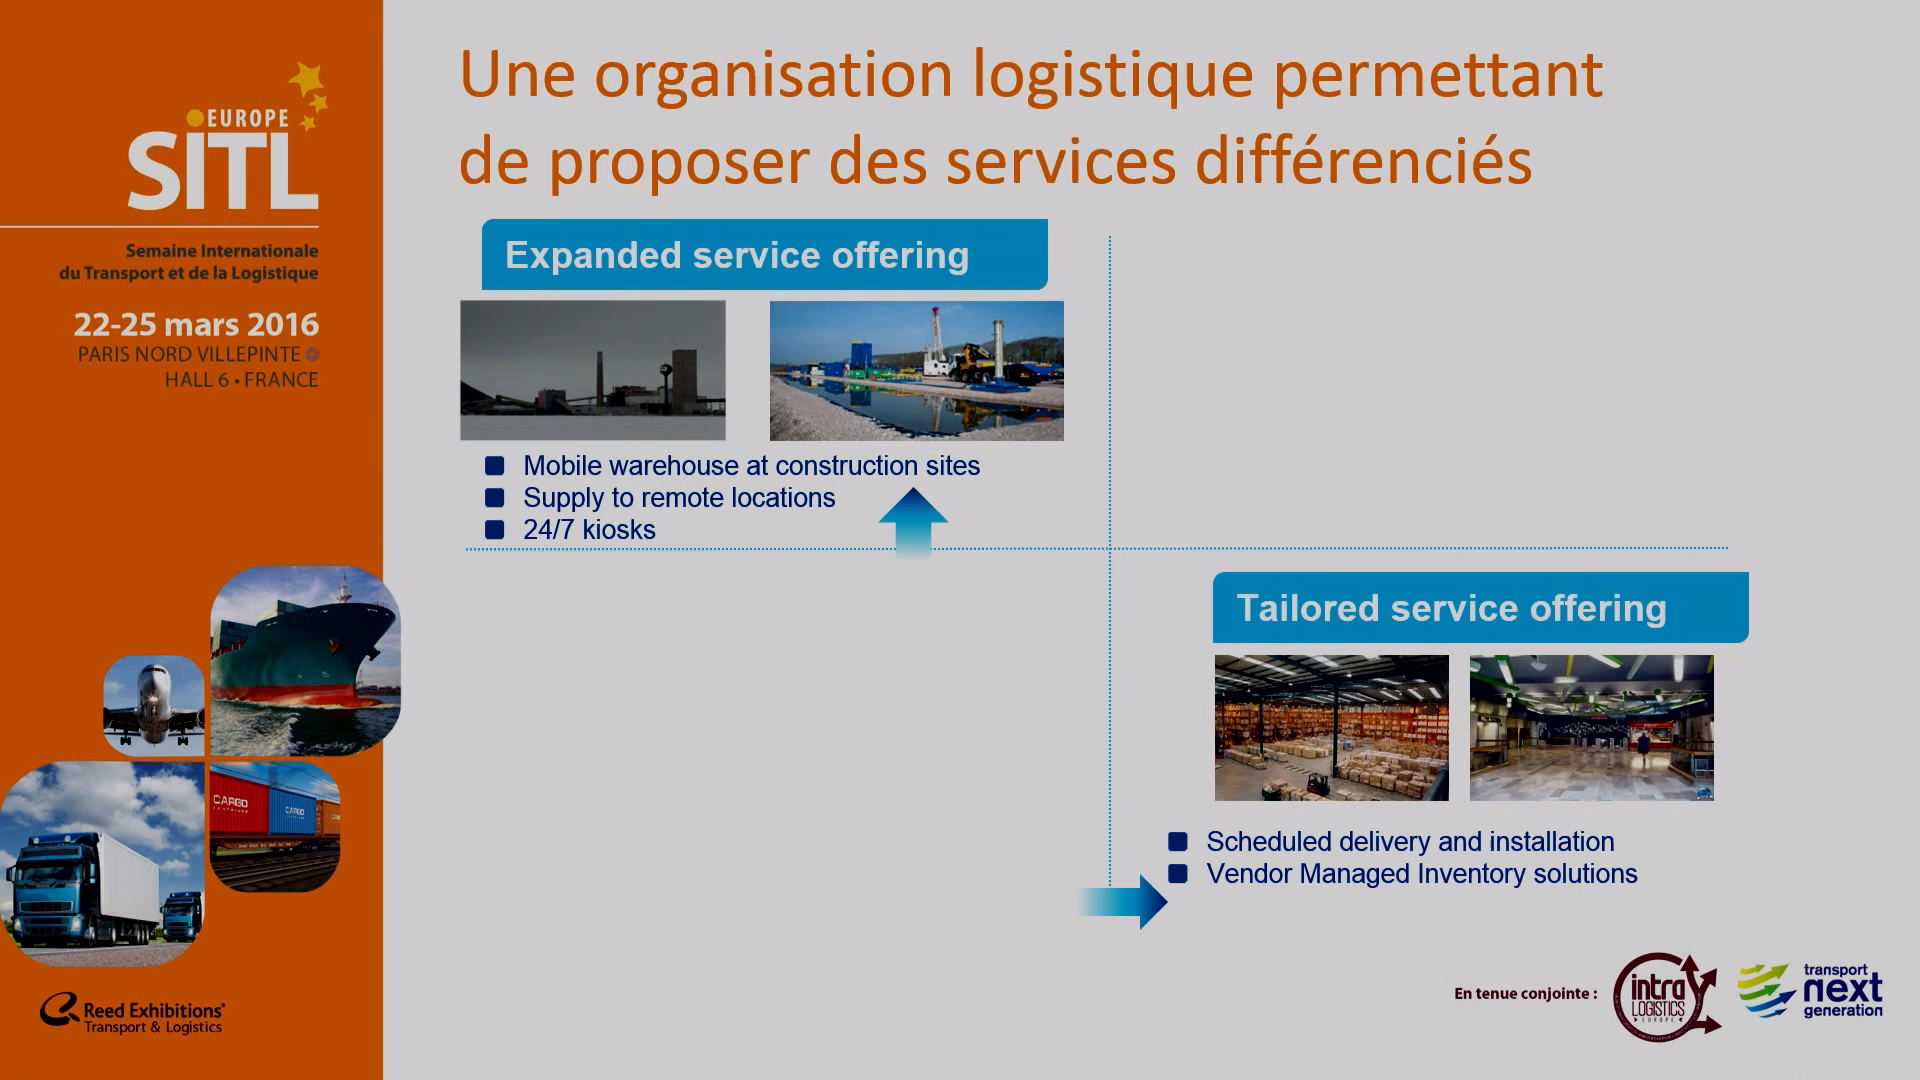 EUROPE
SITL
Semaine Internationale
du Transport et de la Logistique
22-25 mars 2016
PARIS NORD VILLEPINTE
HALL 6 • FRANCE
CARGO
CARGO
Reed Exhibitions
Transport & Logistics
Une organisation logistique permettant
de proposer des services différenciés
Expanded service offering
Mobile warehouse at construction sites
Supply to remote locations
24/7 kiosks
Tailored service offering
Scheduled delivery and installation
Vendor Managed Inventory solutions
En tenue conjointe :
intra
LOGISTICS
EUROPE
transport
next
generation